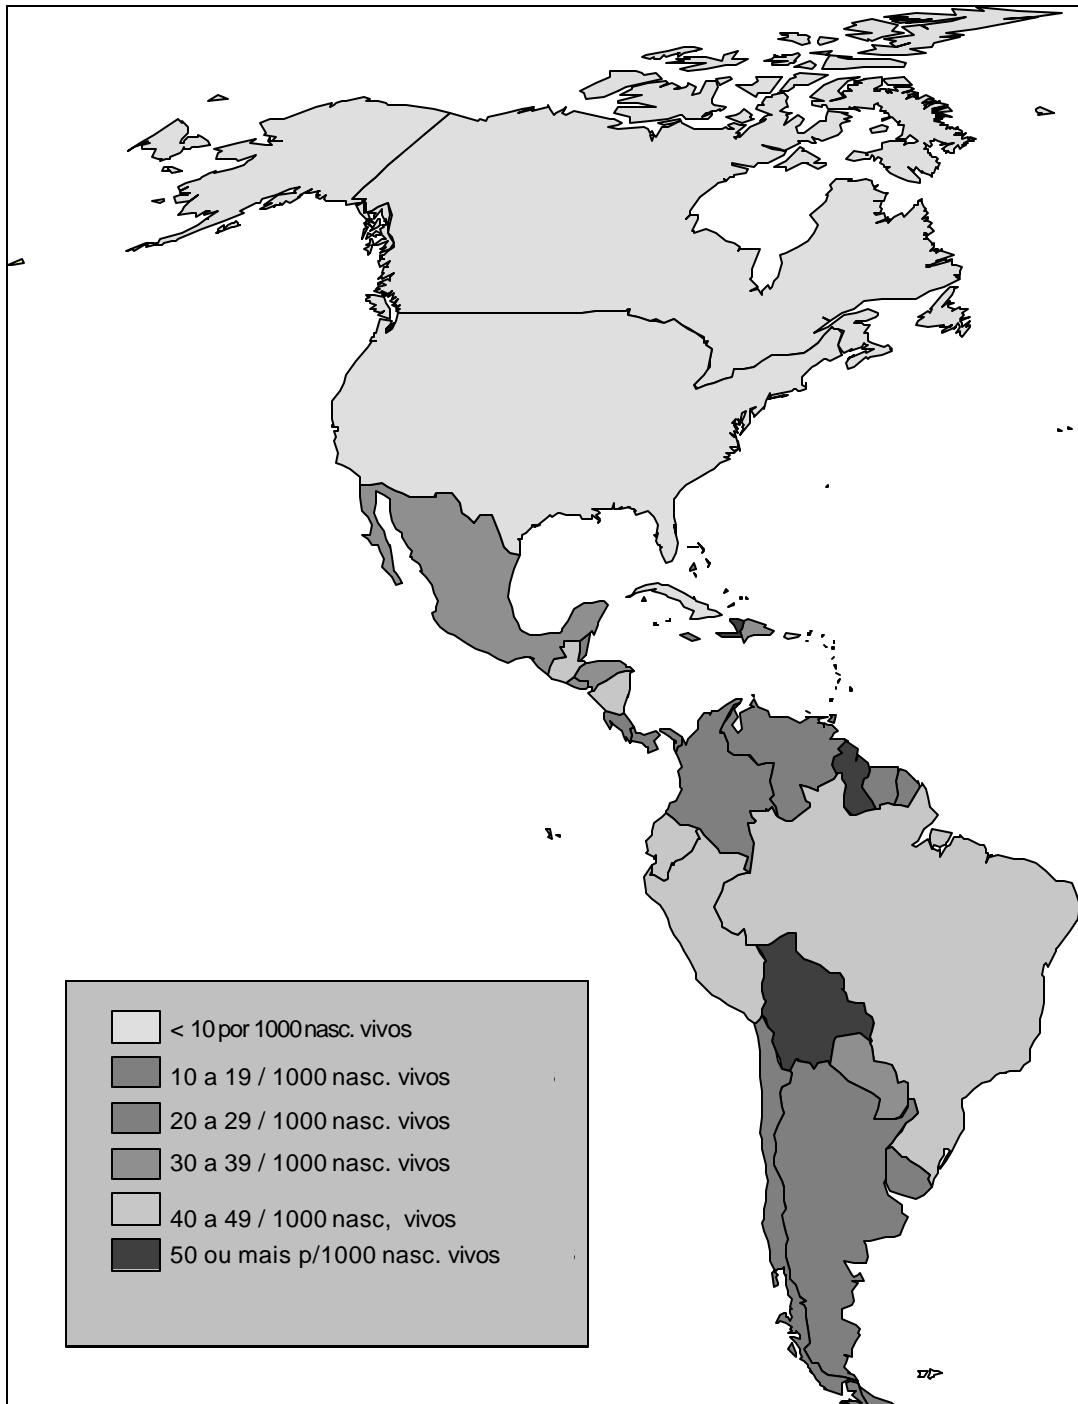 < 10 por 1000 nasc. vivos
10 a 19 / 1000 nasc. vivos
20 a 29 / 1000 nasc. vivos
30 a 39 / 1000 nasc. vivos
40 a 49 / 1000 nasc, vivos
50 ou mais p/1000 nasc. vivos